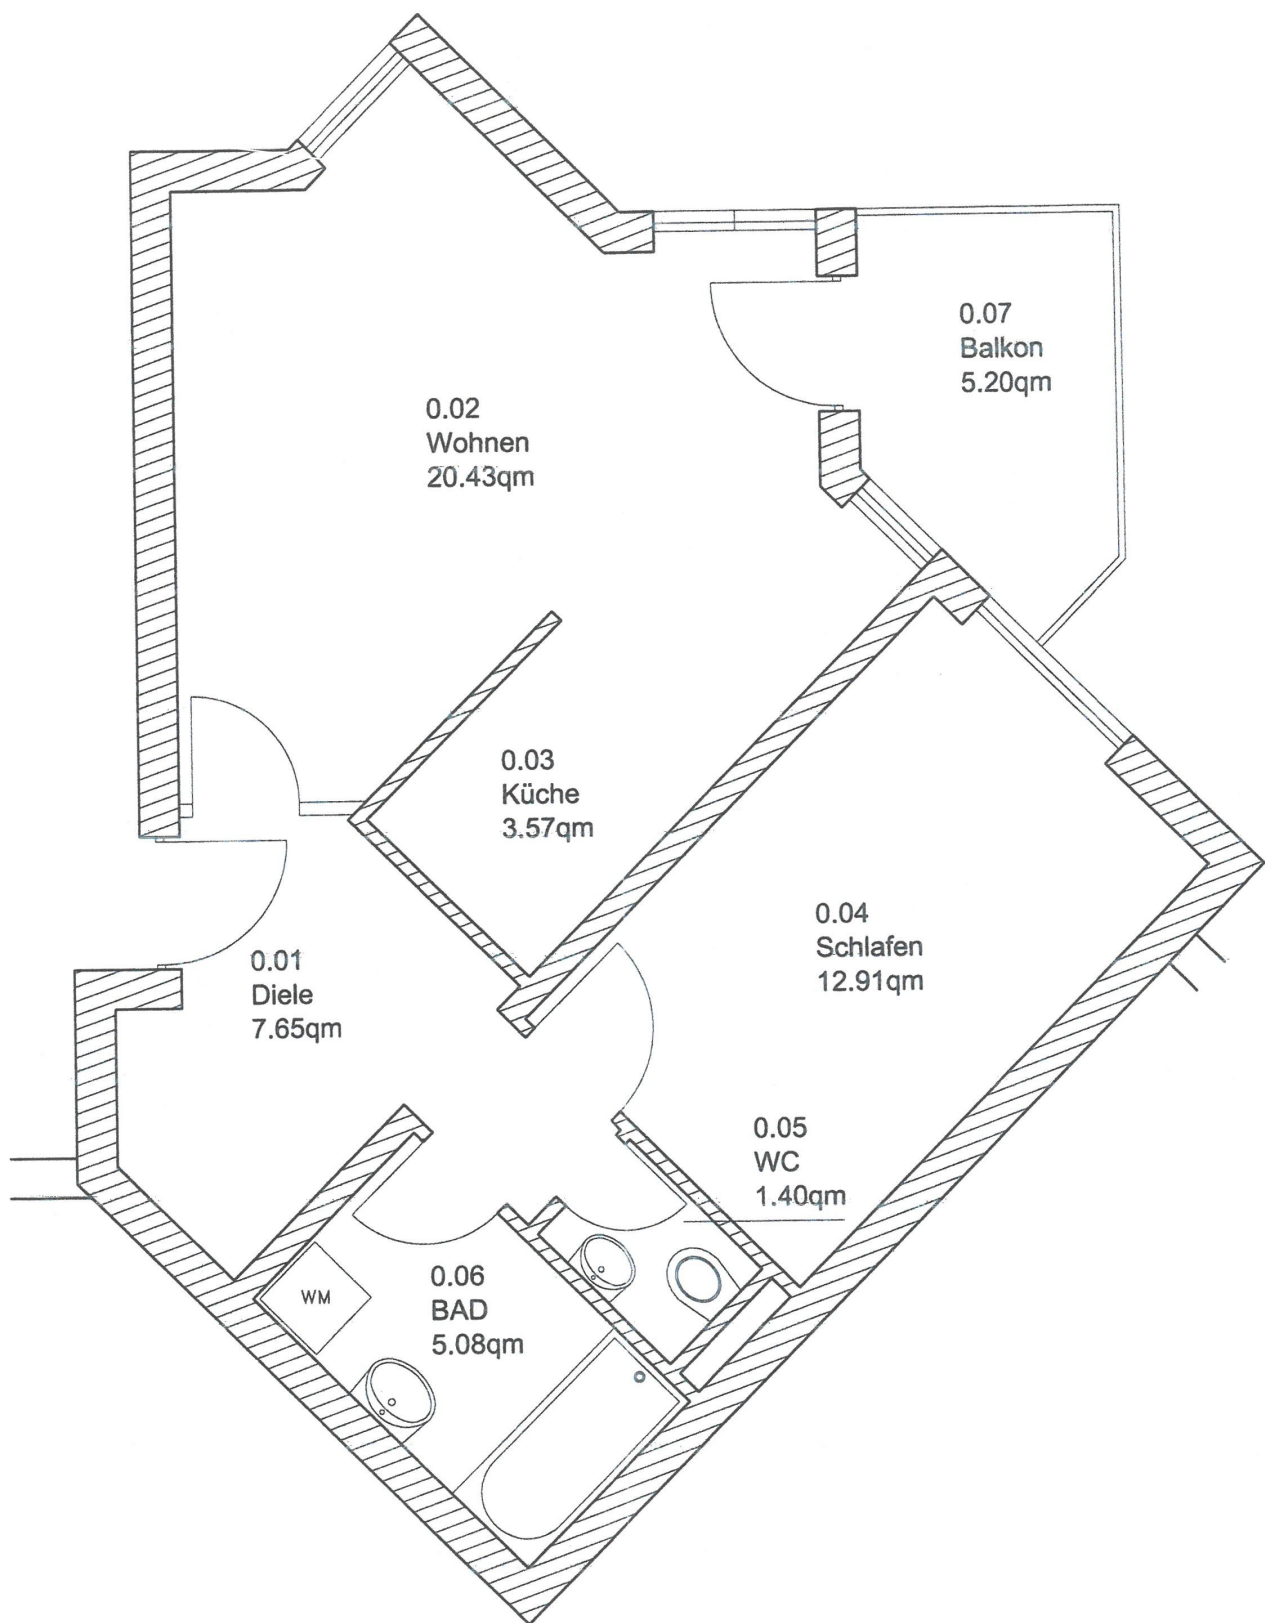 0.07
Balkon
5.20qm
0.02
Wohnen
20.43qm
0.03
Küche
3.57qm
0.04
Schlafen
12.91qm
0.01
Diele
7.65qm
0.05
WC
1.40qm
0.06
BAD
5.08qm
WM